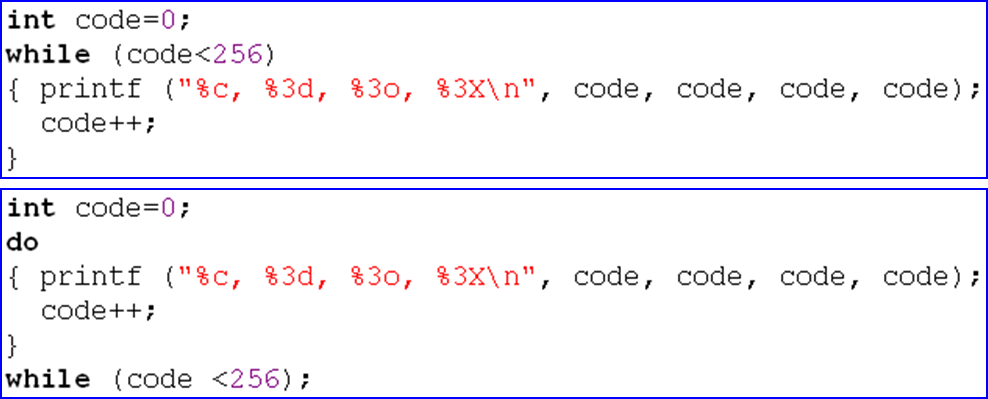 int code=0;
while (code<256)
{ printf ("%c, %3d, %3o, %3X\n", code, code, code, code);
  code++;
}
int code=0;
do
{ printf ("%c, %3d, %3o, %3X\n", code, code, code, code);
  code++;
}
while (code <256);